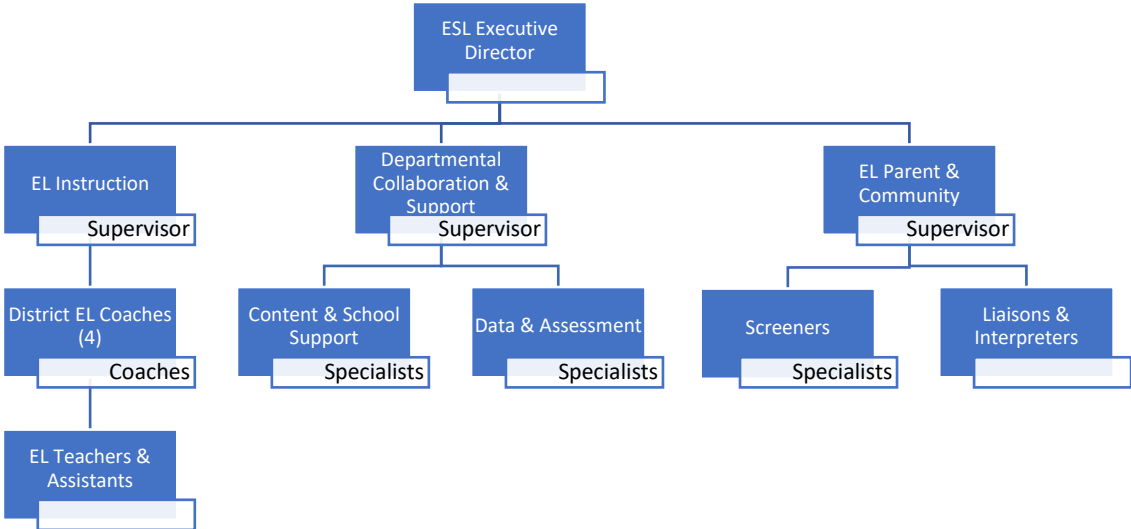 ESL Executive
Director
EL Instruction
Supervisor
Departmental
Collaboration &
Support
Supervisor
EL Parent &
Community
Supervisor
District EL Coaches
(4)
Coaches
Content & School
Support
Specialists
Data & Assessment
Specialists
Screeners
Specialists
Liaisons &
Interpreters
EL Teachers &
Assistants